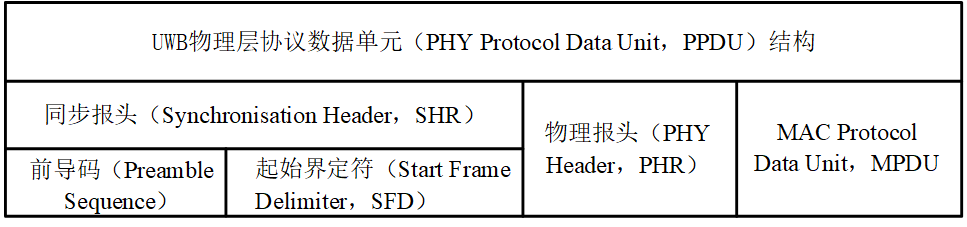 UWB物理层协议数据单元（PHY Protocol Data Unit，PPDU）结构
同步报头（Synchronisation Header，SHR）
前导码（Preamble
Sequence）
起始界定符（Start Frame
Delimiter，SFD）
物理报头（PHY
Header，PHR）
MAC Protocol
Data Unit，MPDU